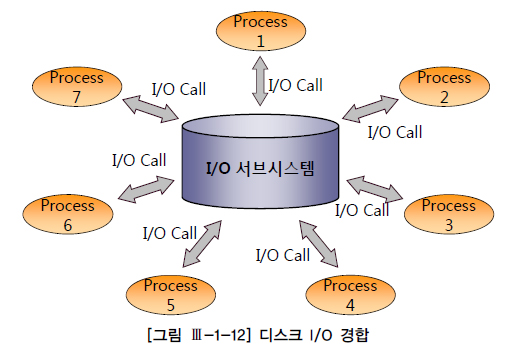 Process
1
I/O Call
Process
2
I/O Call
Process
3
I/O Call
Process
4
I/O Call
Process
5
I/O Call
Process
6
I/O Call
Process
7
I/O Call
I/O 서브시스템
[그림 Ⅲ-1-12] 디스크 I/O 경합